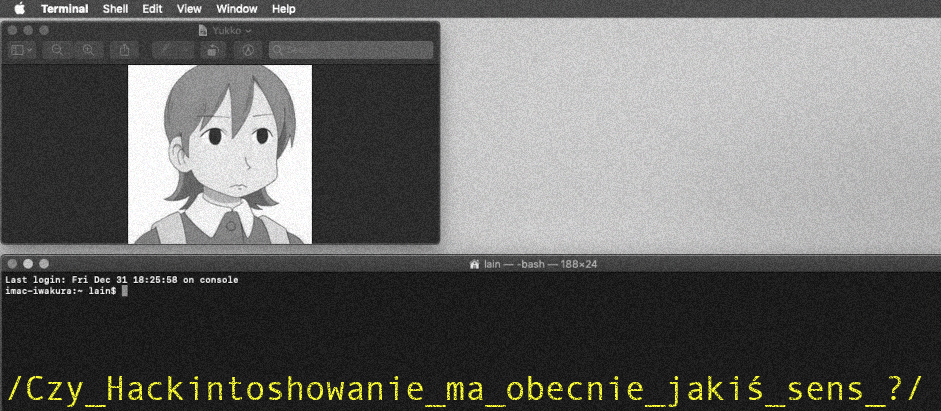 Terminal Shell Edit View Window Help
Yukko
Search
lain — -bash — 188×24
Last login: Fri Dec 31 18:25:58 on console
imac-iwakura:~ lain$
/Czy_Hackintoshowanie_ma_obecnie_jakiś_sens_?/